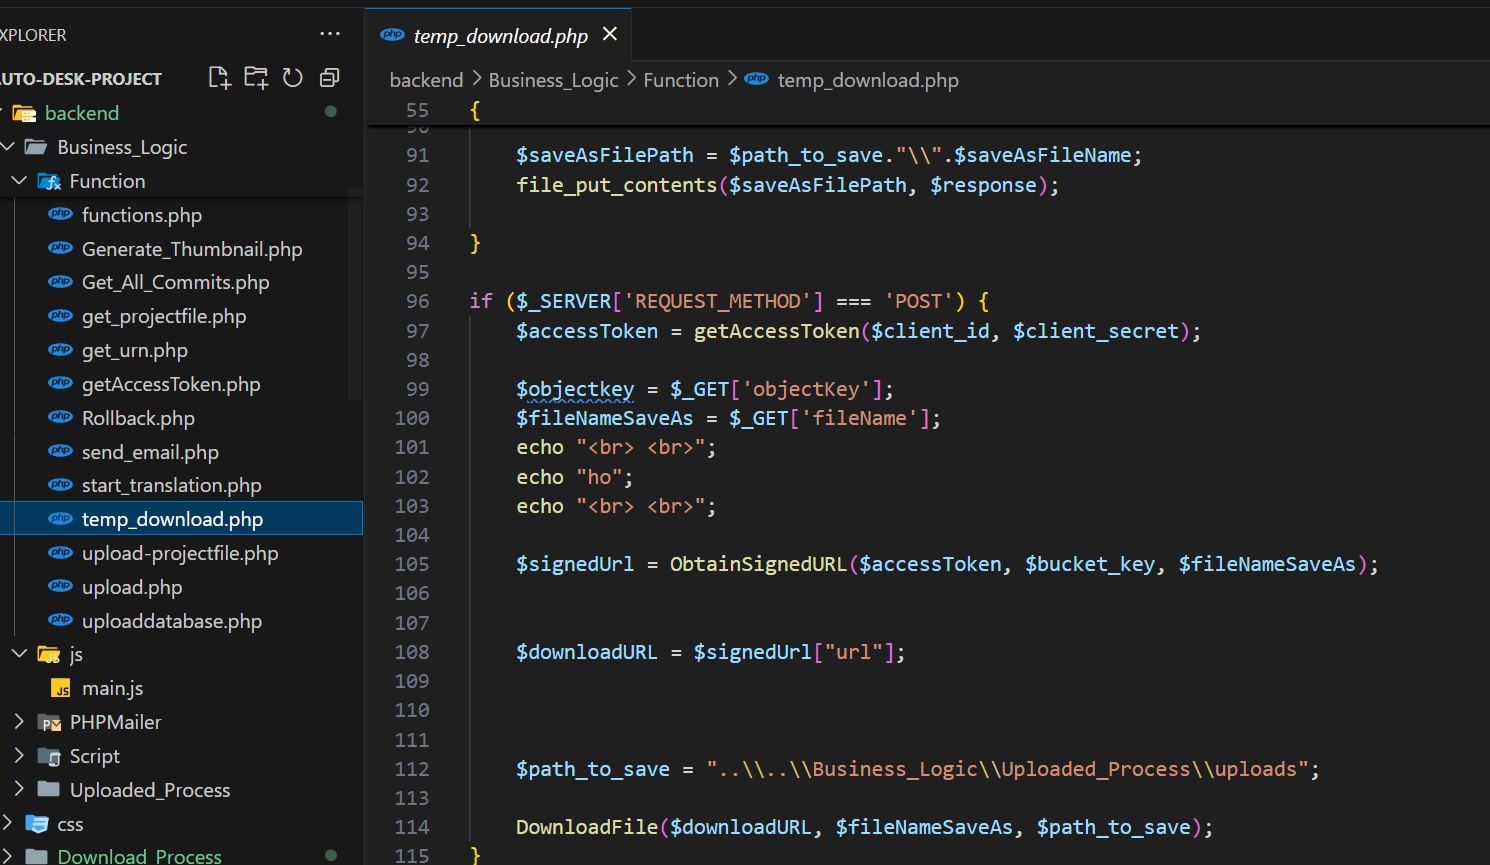 XPLORER
...
UTO-DESK-PROJECT
backend
Business_Logic
Function
functions.php
Generate_Thumbnail.php
Get_All_Commits.php
get_projectfile.php
get_urn.php
getAccessToken.php
Rollback.php
send_email.php
start_translation.php
temp_download.php
upload-projectfile.php
upload.php
uploaddatabase.php
js
main.js
PHPMailer
Script
Uploaded_Process
css
Download_Process
temp_download.php
backend > Business_Logic > Function > temp_download.php
55 {
91 $saveAsFilePath = $path_to_save."\\".$saveAsFileName;
92 file_put_contents($saveAsFilePath, $response);
93
94 }
95
96 if ($_SERVER['REQUEST_METHOD'] === 'POST') {
97 $accessToken = getAccessToken($client_id, $client_secret);
98
99 $objectkey = $_GET['objectKey'];
100 $fileNameSaveAs = $_GET['fileName'];
101 echo "<br> <br>";
102 echo "ho";
103 echo "<br> <br>";
104
105 $signedUrl = ObtainSignedURL($accessToken, $bucket_key, $fileNameSaveAs);
106
107
108 $downloadURL = $signedUrl["url"];
109
110
111
112 $path_to_save = "..\\..\\Business_Logic\\Uploaded_Process\\uploads";
113
114 DownloadFile($downloadURL, $fileNameSaveAs, $path_to_save);
115 }